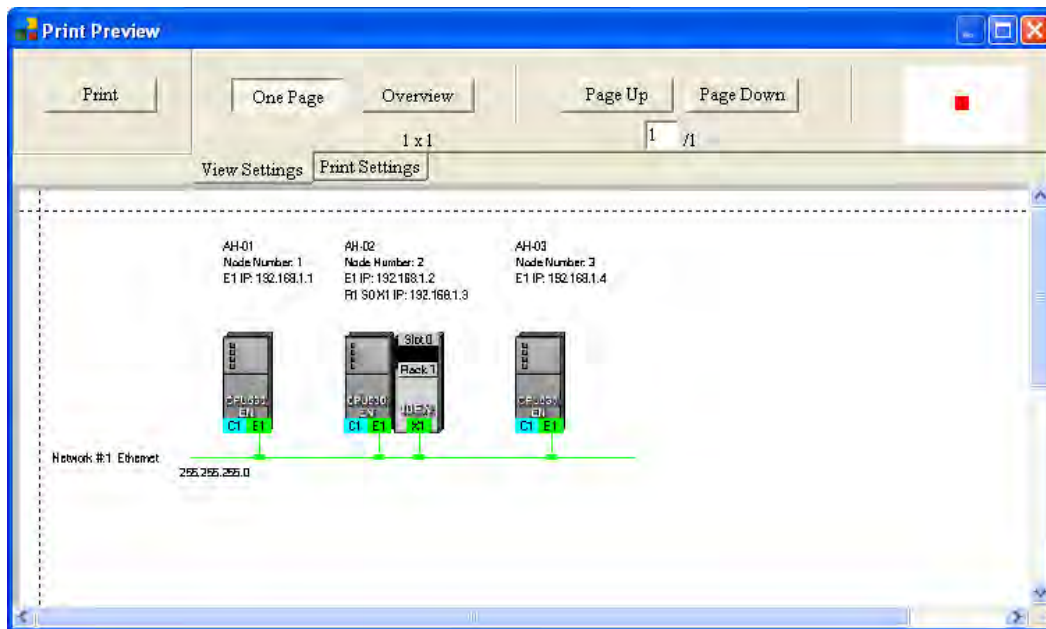 Print Preview
Print
One Page
Overview
Page Up
Page Down
1 x 1
1 /1
View Settings
Print Settings
AH-01
Node Number: 1
E1 IP: 192.168.1.1
AH-02
Node Number: 2
E1 IP: 192.168.1.2
R1 S0 X1 IP: 192.168.1.3
AH-03
Node Number: 3
E1 IP: 192.168.1.4
Slot 0
Rack 1
EN
EN
EN
C1 E1
C1 E1
X1
C1 E1
Network #:1 Ethernet
255.255.255.0